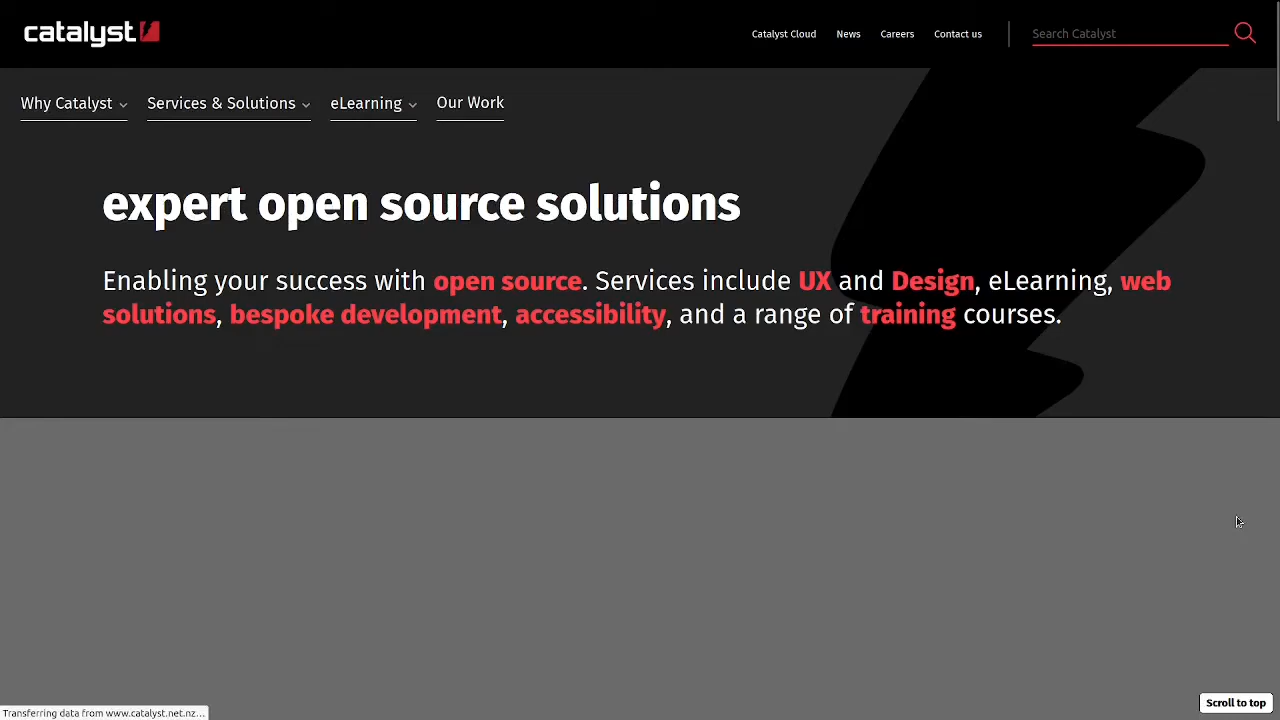 catalyst
Catalyst Cloud News Careers Contact us
Search Catalyst
Why Catalyst Services & Solutions eLearning Our Work
expert open source solutions
Enabling your success with open source. Services include UX and Design, eLearning, web
solutions, bespoke development, accessibility, and a range of training courses.
Scroll to top
Transferring data from www.catalyst.net.nz...